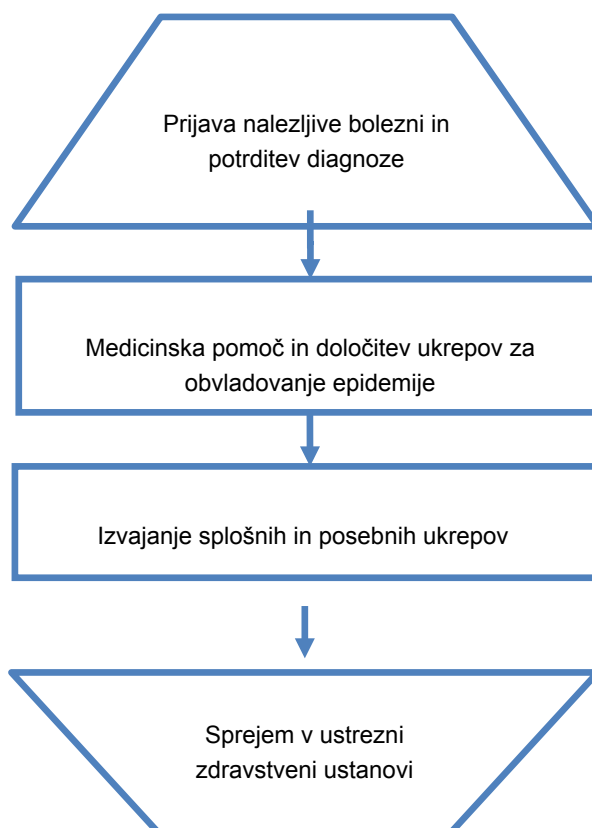 Prijava nalezljive bolezni in
potrditev diagnoze
Medicinska pomoč in določitev ukrepov za
obvladovanje epidemije
Izvajanje splošnih in posebnih ukrepov
Sprejem v ustrezni
zdravstveni ustanovi